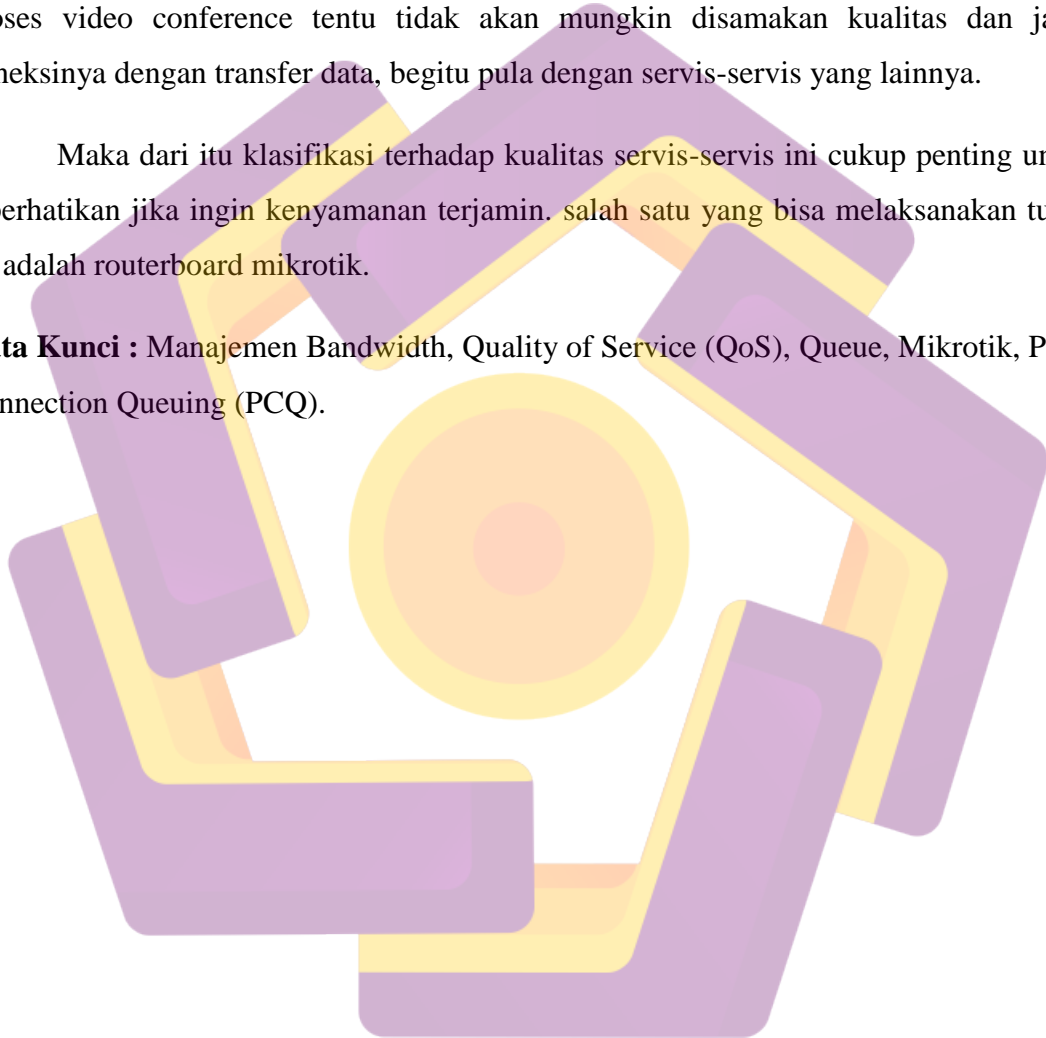 oses video conference tentu tidak akan mungkin disamakan kualitas dan ja
neksinya dengan transfer data, begitu pula dengan servis-servis yang lainnya.
Maka dari itu klasifikasi terhadap kualitas servis-servis ini cukup penting un
perhatikan jika ingin kenyamanan terjamin. salah satu yang bisa melaksanakan tu
adalah routerboard mikrotik.
ta Kunci : Manajemen Bandwidth, Quality of Service (QoS), Queue, Mikrotik, P
nnection Queuing (PCQ).